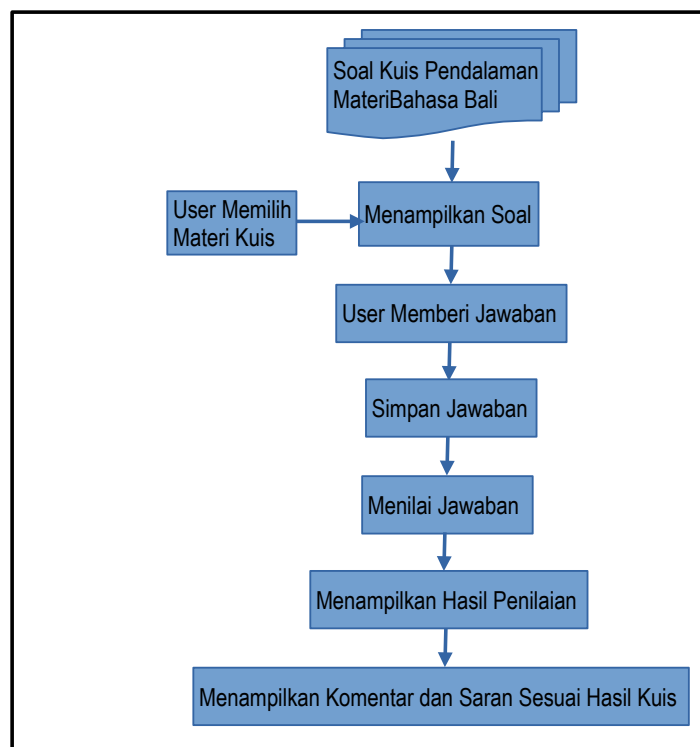 Soal Kuis Pendalaman
MateriBahasa Bali
User Memilih
Materi Kuis
Menampilkan Soal
User Memberi Jawaban
Simpan Jawaban
Menilai Jawaban
Menampilkan Hasil Penilaian
Menampilkan Komentar dan Saran Sesuai Hasil Kuis